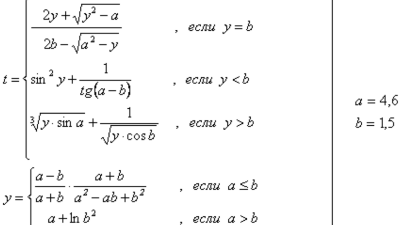 t = { (2y + √(y² − a)) / (2b − √(a² − y)) , если y = b
sin² y + 1 / tg(a − b) , если y < b
∛(y · sin a) + 1 / √(y · cos b) , если y > b
a = 4,6
b = 1,5
y = { (a − b) / (a + b) · (a + b) / (a² − ab + b²) , если a ≤ b
a + ln b² , если a > b